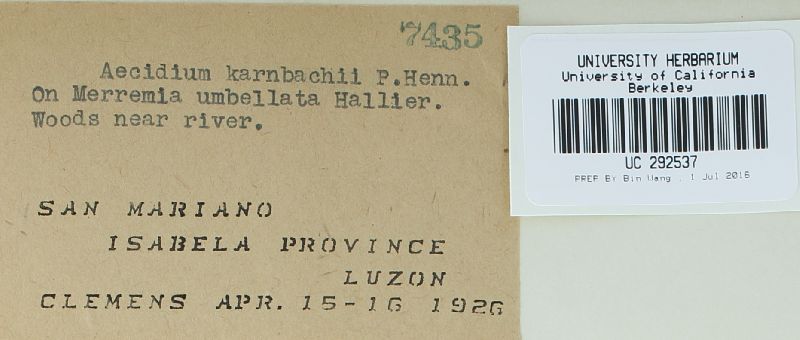 7435
Aecidium karnbachii P.Henn.
On Merremia umbellata Hallier.
Woods near river.
SAN MARIANO
ISABELA PROVINCE
LUZON
CLEMENS APR. 15-16 1926
UNIVERSITY HERBARIUM
University of California
Berkeley
UC 292537
PREP By Bin Wang . 1 Jul 2016